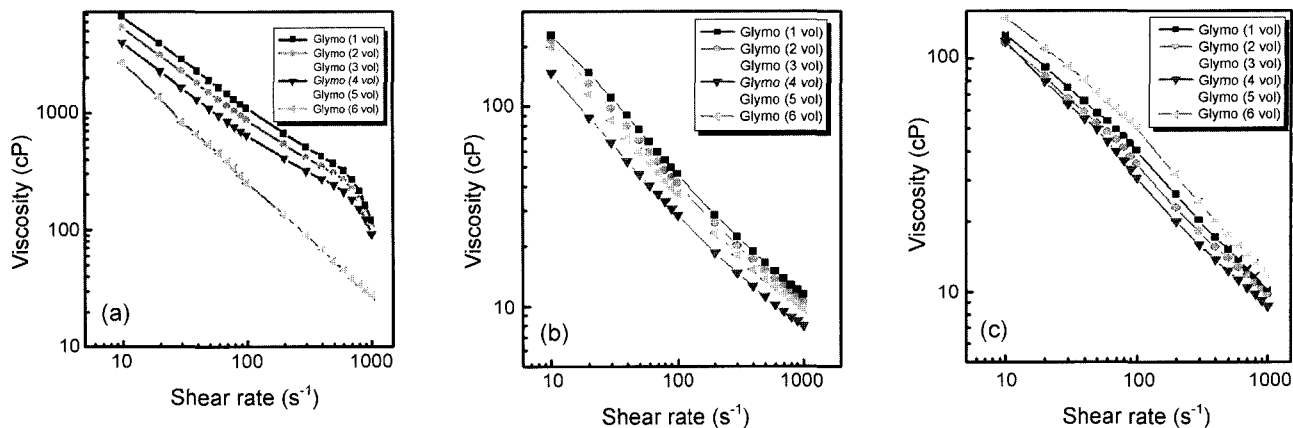 Glymo (1 vol)
Glymo (2 vol)
Glymo (3 vol)
Glymo (4 vol)
Glymo (5 vol)
Glymo (6 vol)
1000
100
10
Viscosity (cP)
(a)
10
100
1000
Shear rate (s⁻¹)
Glymo (1 vol)
Glymo (2 vol)
Glymo (3 vol)
Glymo (4 vol)
Glymo (5 vol)
Glymo (6 vol)
100
10
Viscosity (cP)
(b)
10
100
1000
Shear rate (s⁻¹)
Glymo (1 vol)
Glymo (2 vol)
Glymo (3 vol)
Glymo (4 vol)
Glymo (5 vol)
Glymo (6 vol)
100
10
Viscosity (cP)
(c)
10
100
1000
Shear rate (s⁻¹)